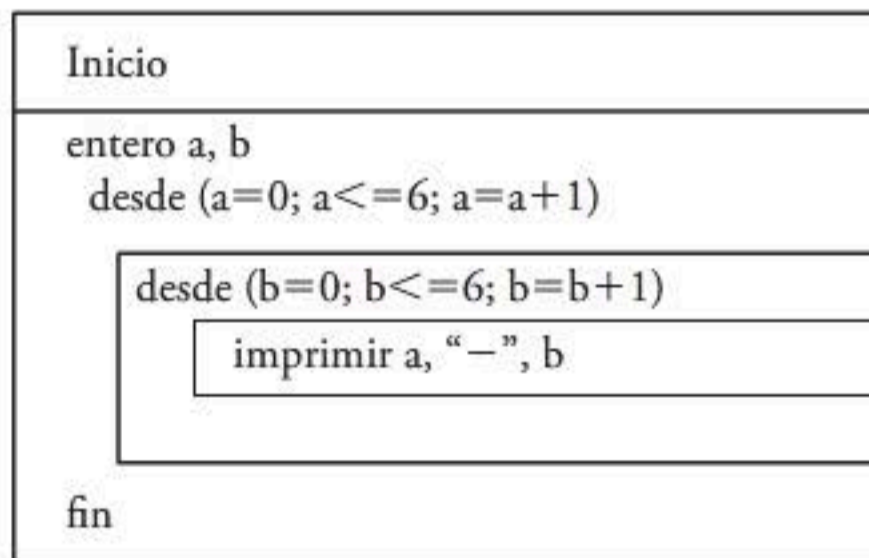 Inicio
entero a, b
desde (a=0; a<=6; a=a+1)
desde (b=0; b<=6; b=b+1)
imprimir a, “−”, b
fin